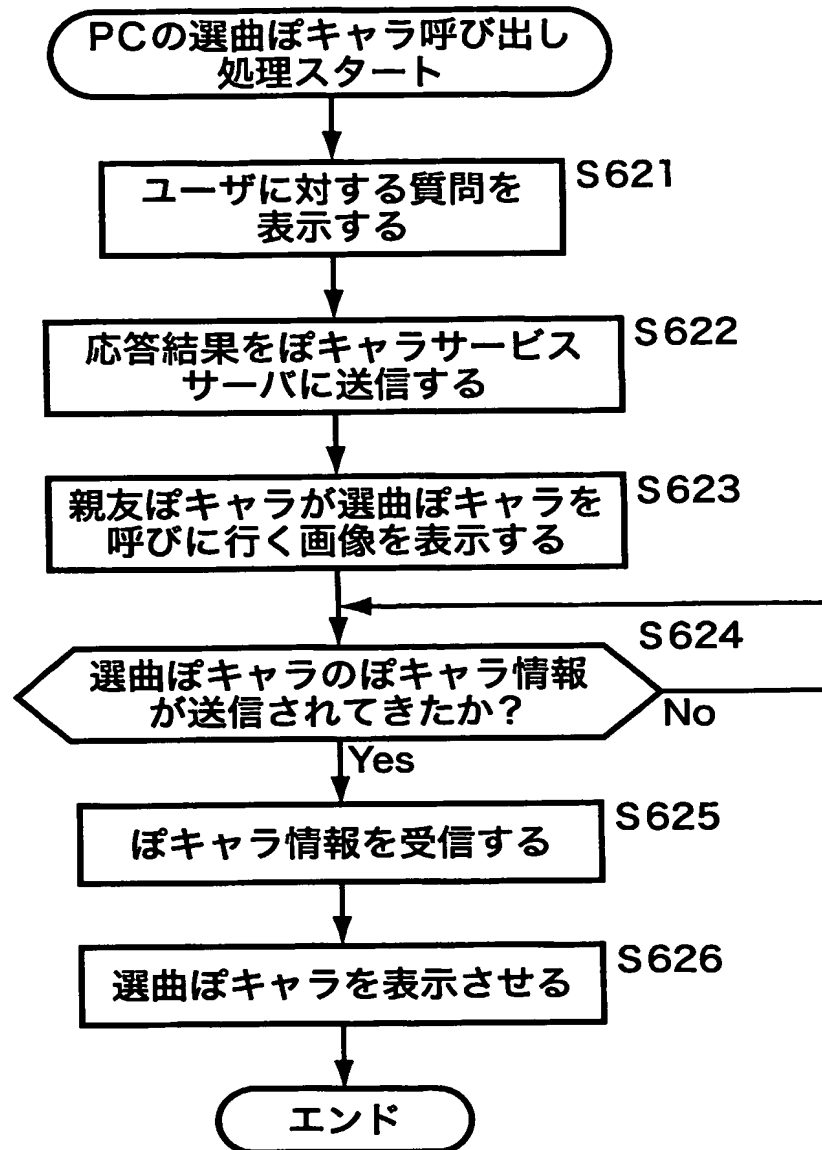 PCの選曲ぽキャラ呼び出し
処理スタート
ユーザに対する質問を
表示する
S621
応答結果をぽキャラサービス
サーバに送信する
S622
親友ぽキャラが選曲ぽキャラを
呼びに行く画像を表示する
S623
選曲ぽキャラのぽキャラ情報
が送信されてきたか?
S624
No
Yes
ぽキャラ情報を受信する
S625
選曲ぽキャラを表示させる
S626
エンド